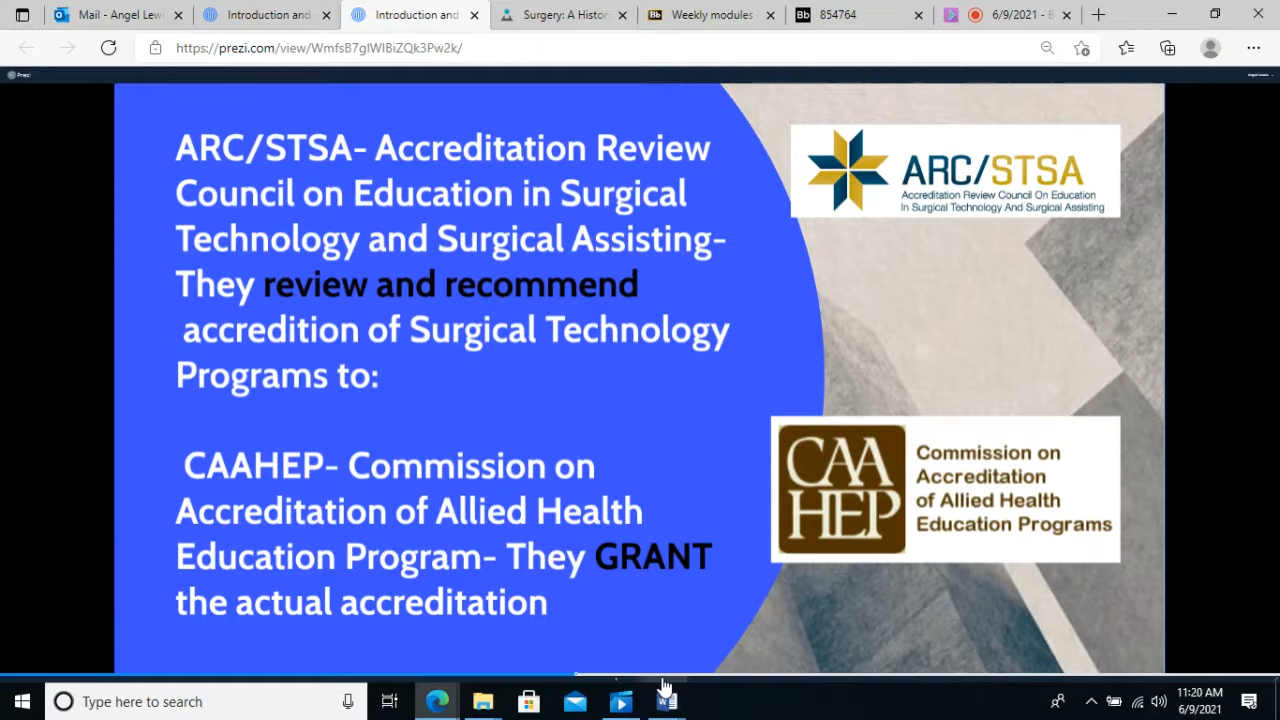 Mail - Angel Lewi
Introduction and
Introduction and
Surgery: A Histor
Weekly modules
854764
6/9/2021 - B
https://prezi.com/view/WmfsB7gIWIBiZQk3Pw2k/
Prezi
ARC/STSA- Accreditation Review
Council on Education in Surgical
Technology and Surgical Assisting-
They review and recommend
accredition of Surgical Technology
Programs to:
CAAHEP- Commission on
Accreditation of Allied Health
Education Program- They GRANT
the actual accreditation
ARC/STSA
Accreditation Review Council On Education
In Surgical Technology And Surgical Assisting
CAA
HEP
Commission on
Accreditation
of Allied Health
Education Programs
Type here to search
11:20 AM
6/9/2021